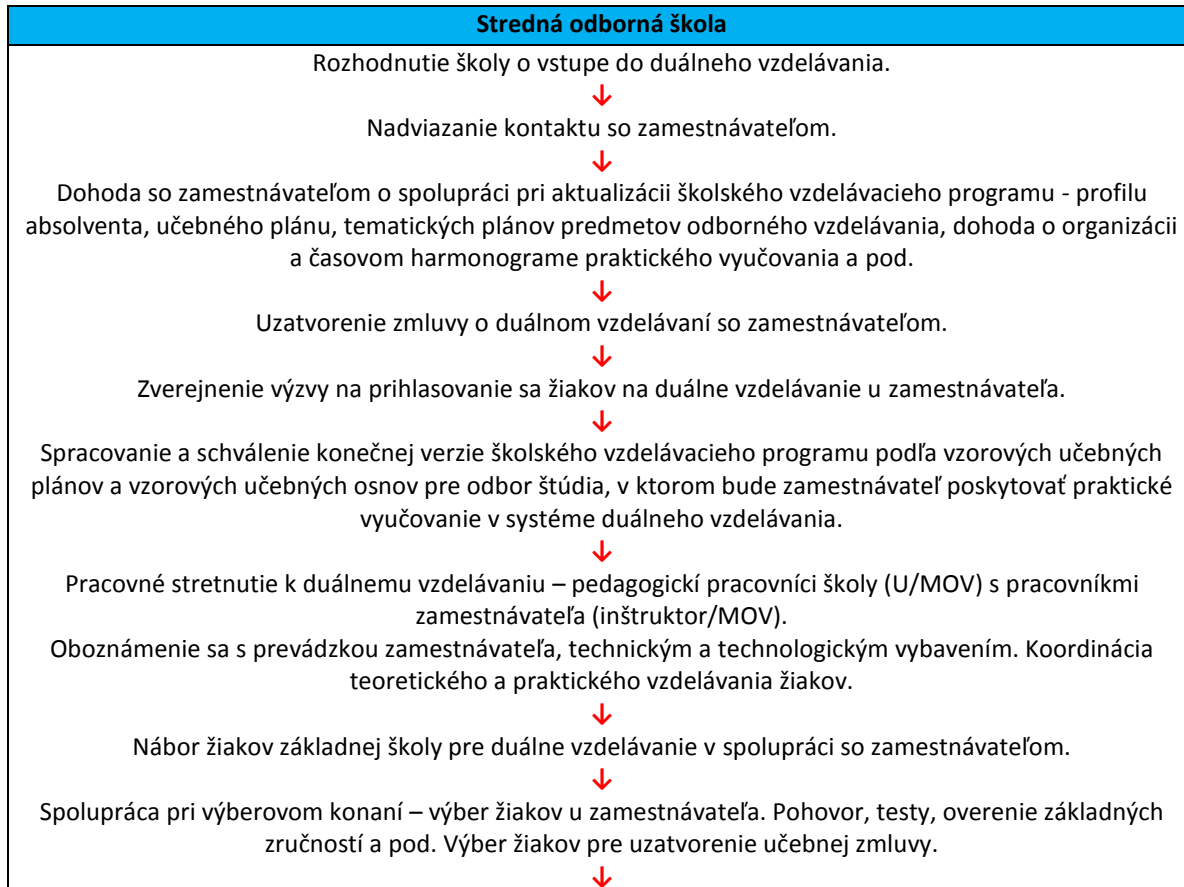 Stredná odborná škola
Rozhodnutie školy o vstupe do duálneho vzdelávania.
↓
Nadviazanie kontaktu so zamestnávateľom.
↓
Dohoda so zamestnávateľom o spolupráci pri aktualizácii školského vzdelávacieho programu - profilu
absolventa, učebného plánu, tematických plánov predmetov odborného vzdelávania, dohoda o organizácii
a časovom harmonograme praktického vyučovania a pod.
↓
Uzatvorenie zmluvy o duálnom vzdelávaní so zamestnávateľom.
↓
Zverejnenie výzvy na prihlasovanie sa žiakov na duálne vzdelávanie u zamestnávateľa.
↓
Spracovanie a schválenie konečnej verzie školského vzdelávacieho programu podľa vzorových učebných
plánov a vzorových učebných osnov pre odbor štúdia, v ktorom bude zamestnávateľ poskytovať praktické
vyučovanie v systéme duálneho vzdelávania.
↓
Pracovné stretnutie k duálnemu vzdelávaniu – pedagogickí pracovníci školy (U/MOV) s pracovníkmi
zamestnávateľa (inštruktor/MOV).
Oboznámenie sa s prevádzkou zamestnávateľa, technickým a technologickým vybavením. Koordinácia
teoretického a praktického vzdelávania žiakov.
↓
Nábor žiakov základnej školy pre duálne vzdelávanie v spolupráci so zamestnávateľom.
↓
Spolupráca pri výberovom konaní – výber žiakov u zamestnávateľa. Pohovor, testy, overenie základných
zručností a pod. Výber žiakov pre uzatvorenie učebnej zmluvy.
↓